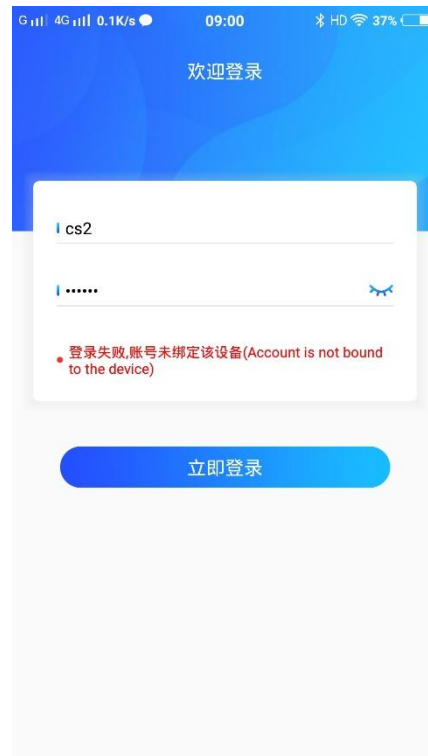 G 4G 0.1K/s 09:00 HD 37%
欢迎登录
cs2
••••••
登录失败,账号未绑定该设备(Account is not bound
to the device)
立即登录